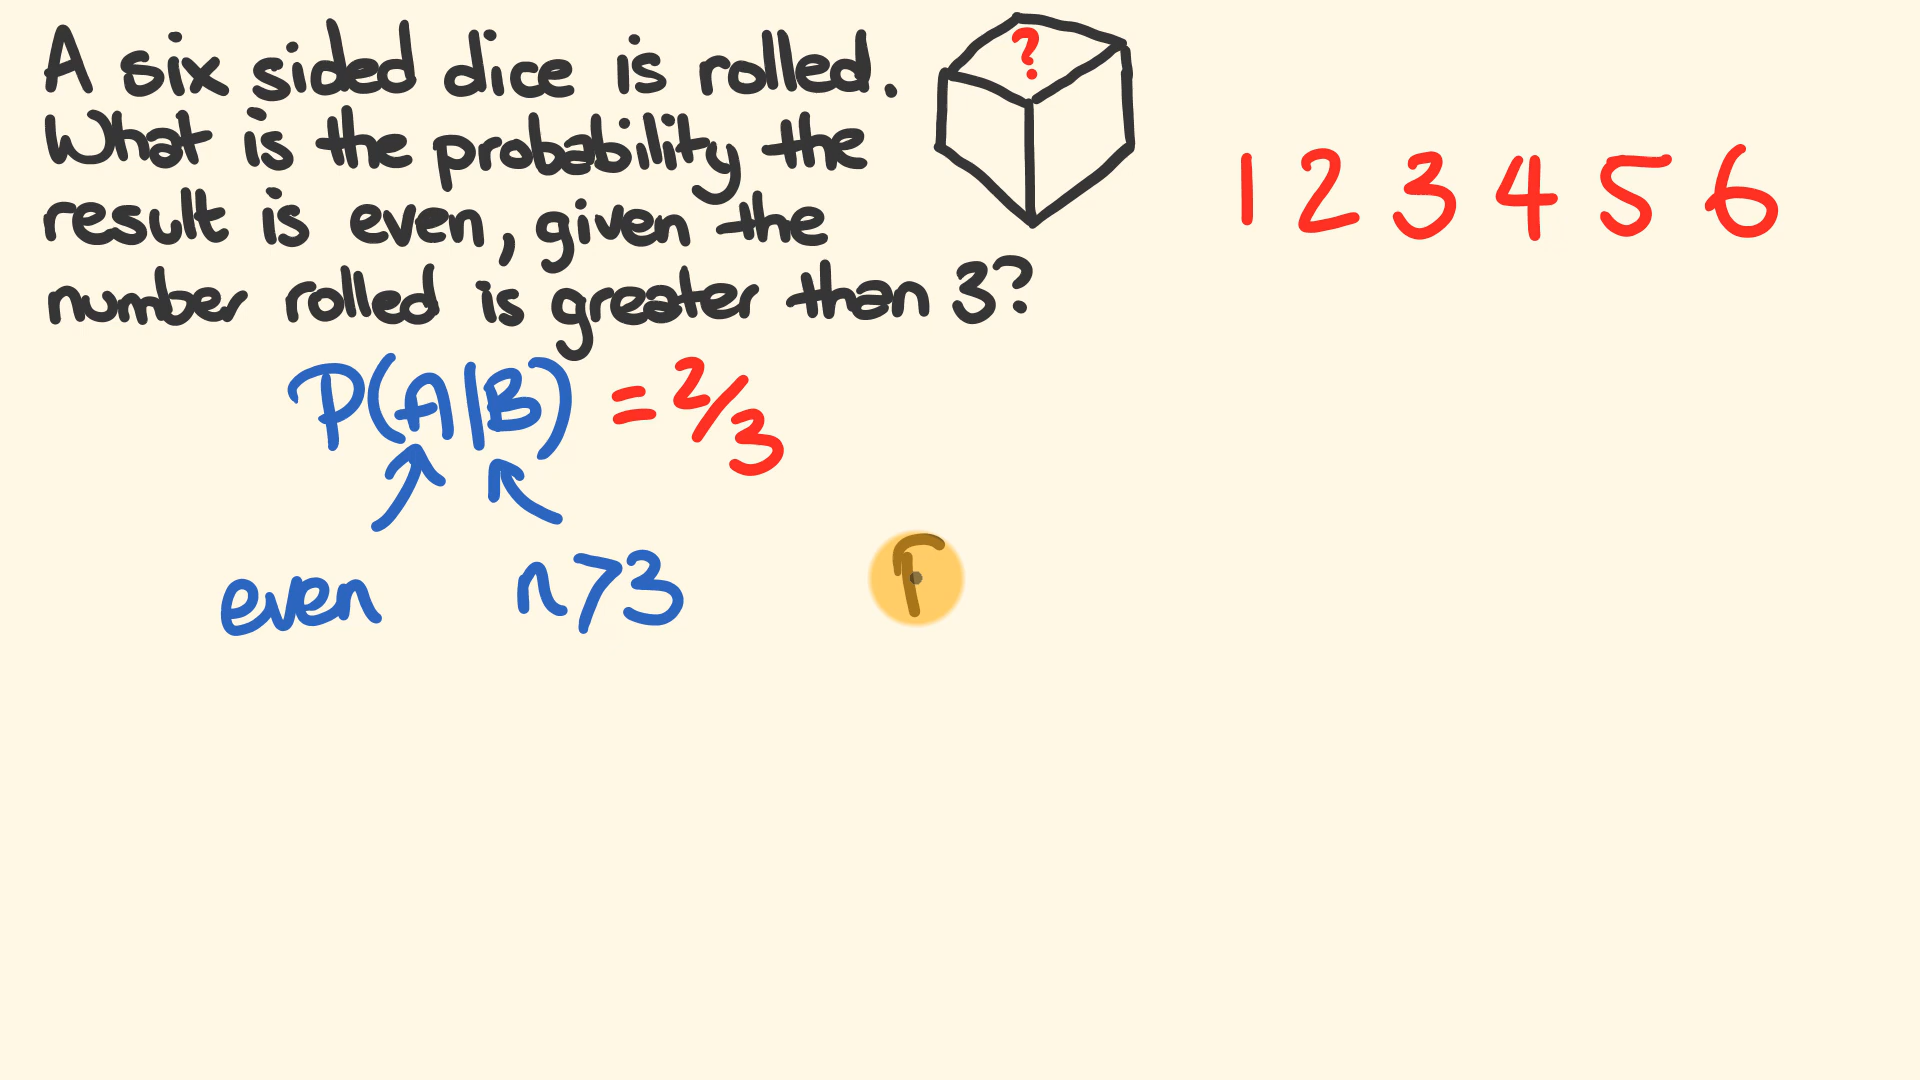 A six sided dice is rolled.
What is the probability the
result is even, given the
number rolled is greater than 3?
?
1 2 3 4 5 6
P(A|B) = 2/3
even n>3
P